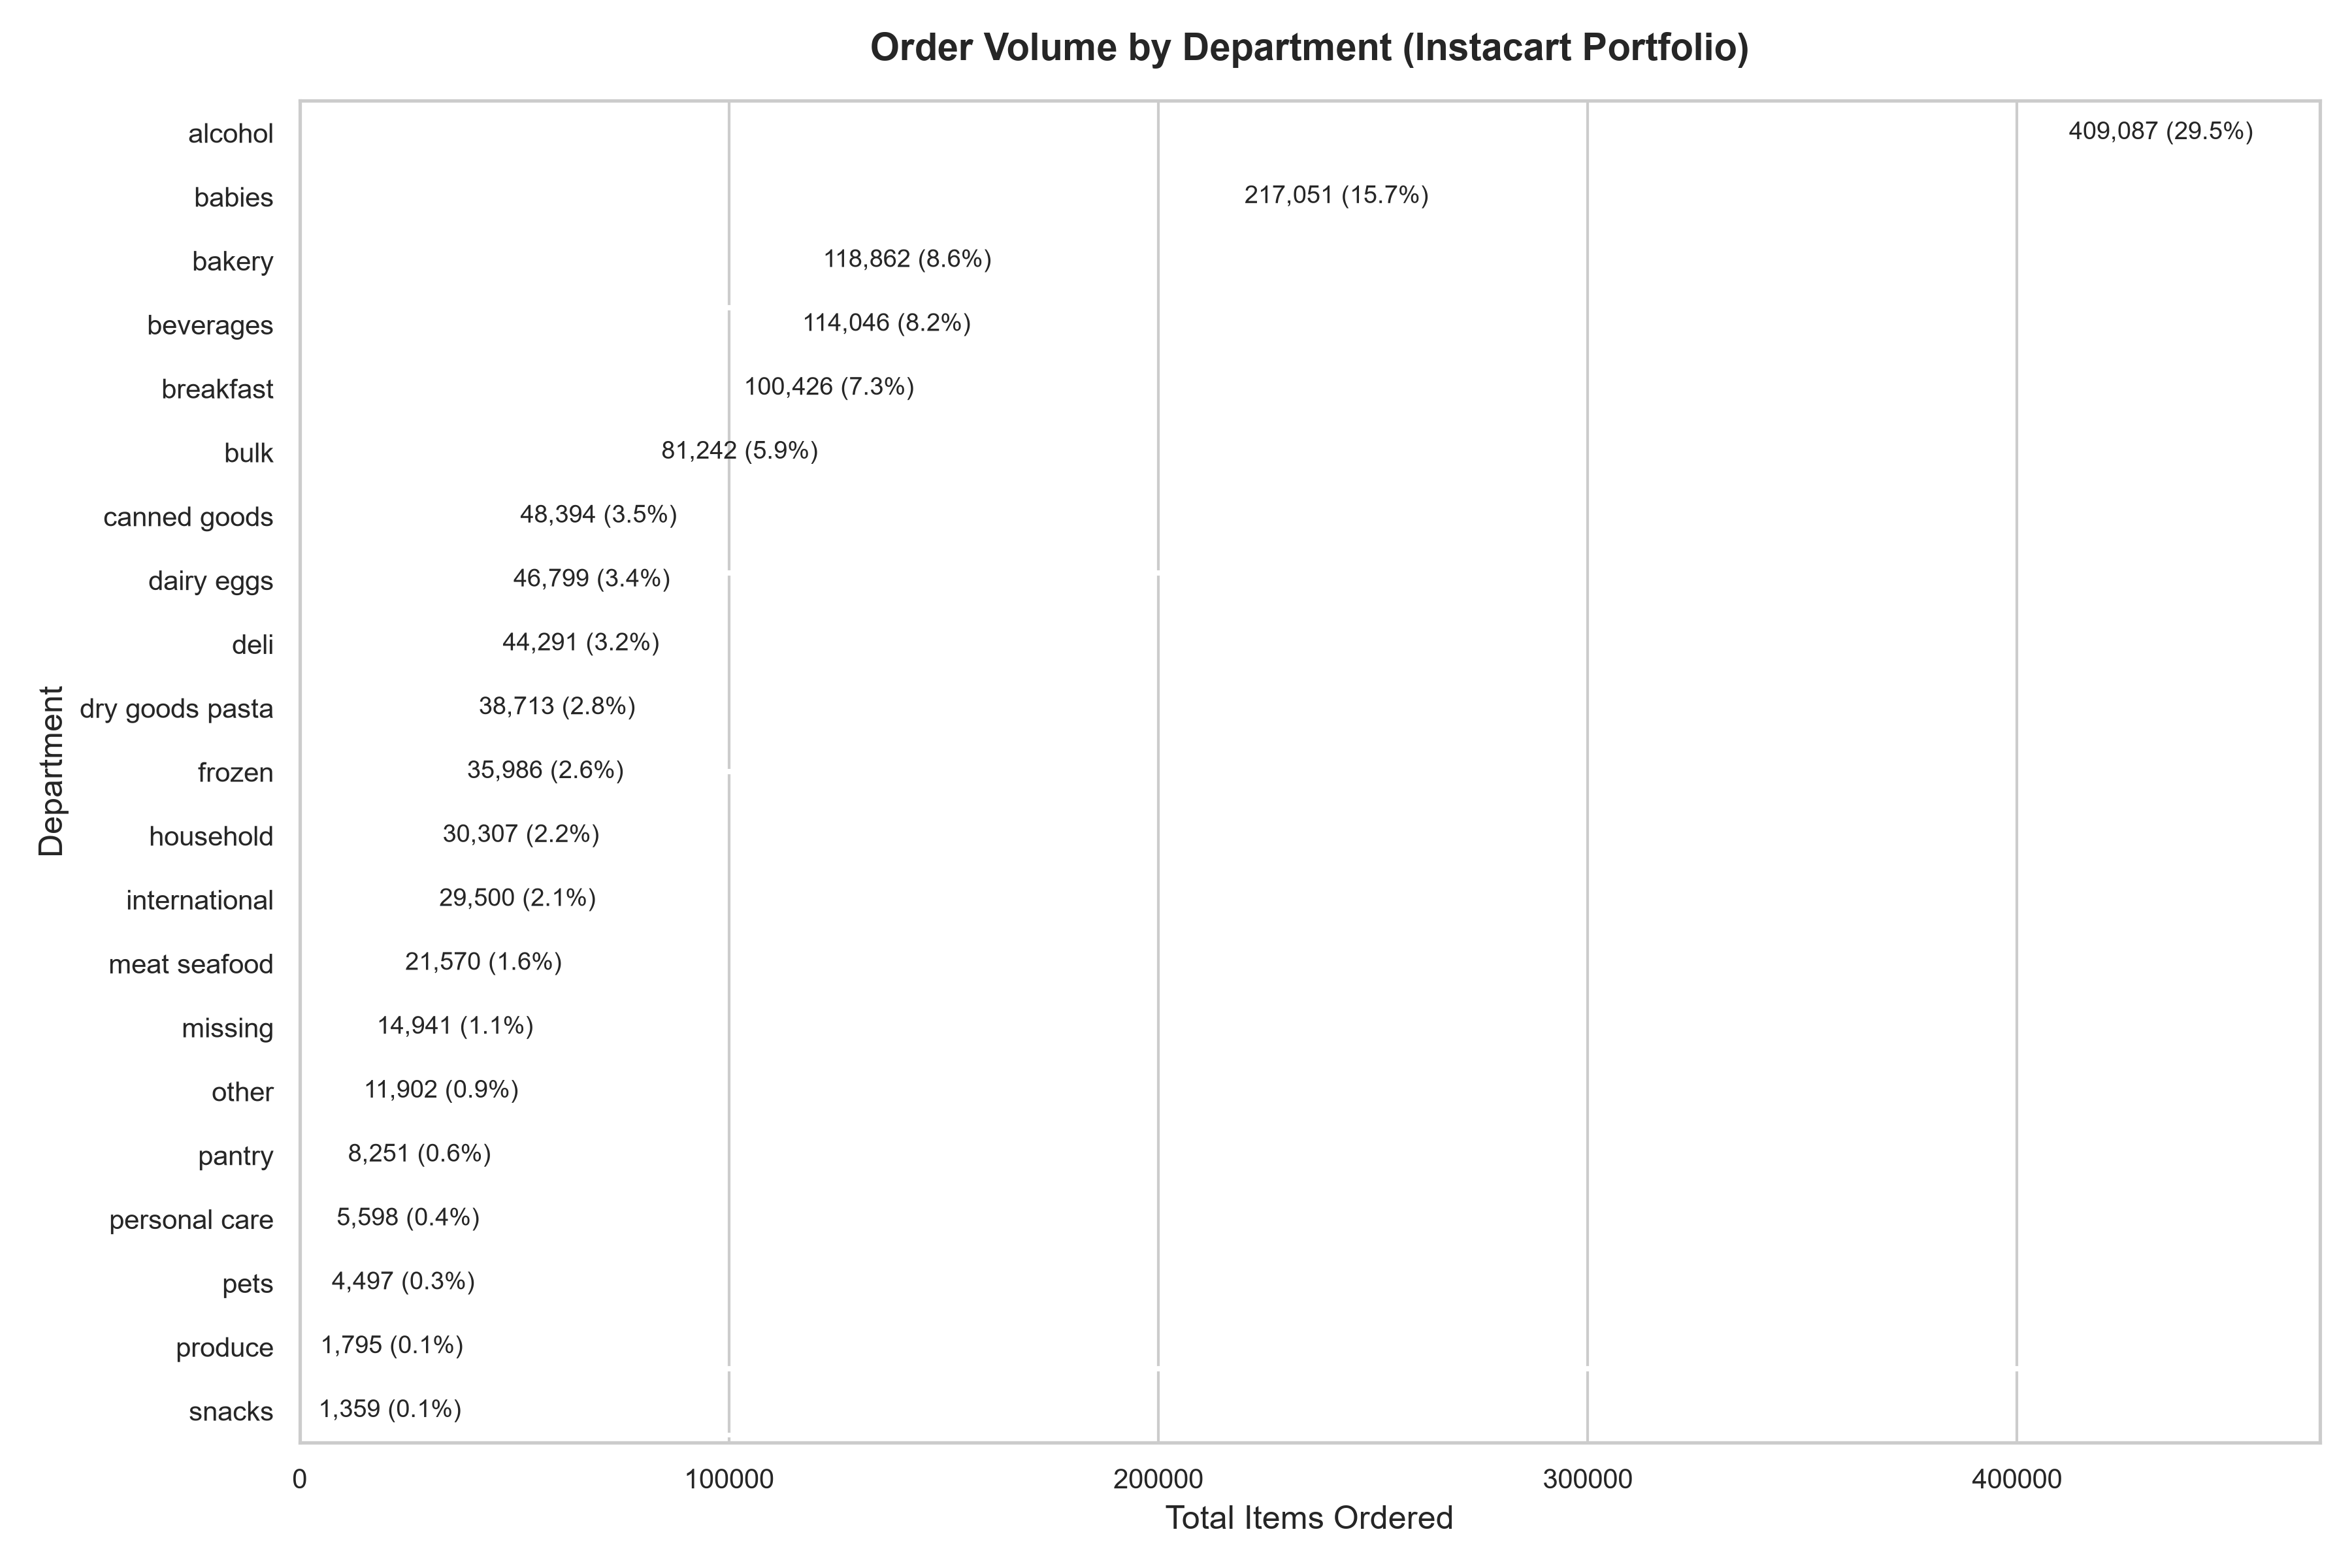 Order Volume by Department (Instacart Portfolio)
alcohol 409,087 (29.5%)
babies 217,051 (15.7%)
bakery 118,862 (8.6%)
beverages 114,046 (8.2%)
breakfast 100,426 (7.3%)
bulk 81,242 (5.9%)
canned goods 48,394 (3.5%)
dairy eggs 46,799 (3.4%)
deli 44,291 (3.2%)
dry goods pasta 38,713 (2.8%)
frozen 35,986 (2.6%)
household 30,307 (2.2%)
international 29,500 (2.1%)
meat seafood 21,570 (1.6%)
missing 14,941 (1.1%)
other 11,902 (0.9%)
pantry 8,251 (0.6%)
personal care 5,598 (0.4%)
pets 4,497 (0.3%)
produce 1,795 (0.1%)
snacks 1,359 (0.1%)
Department
0 100000 200000 300000 400000
Total Items Ordered